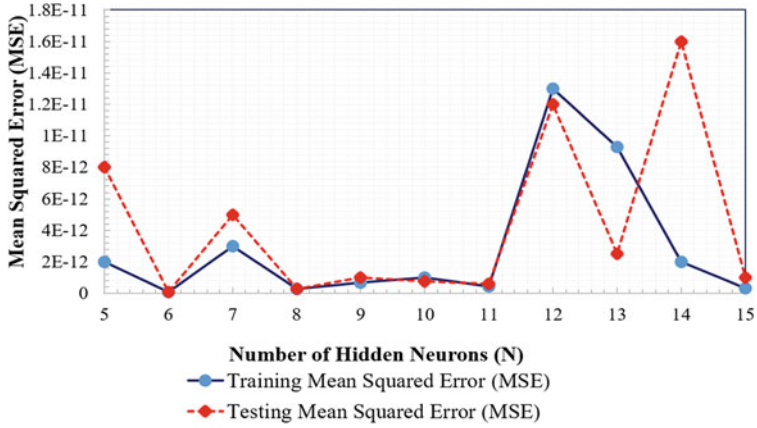 Mean Squared Error (MSE)
1.8E-11
1.6E-11
1.4E-11
1.2E-11
1E-11
8E-12
6E-12
4E-12
2E-12
0
5 6 7 8 9 10 11 12 13 14 15
Number of Hidden Neurons (N)
Training Mean Squared Error (MSE)
Testing Mean Squared Error (MSE)